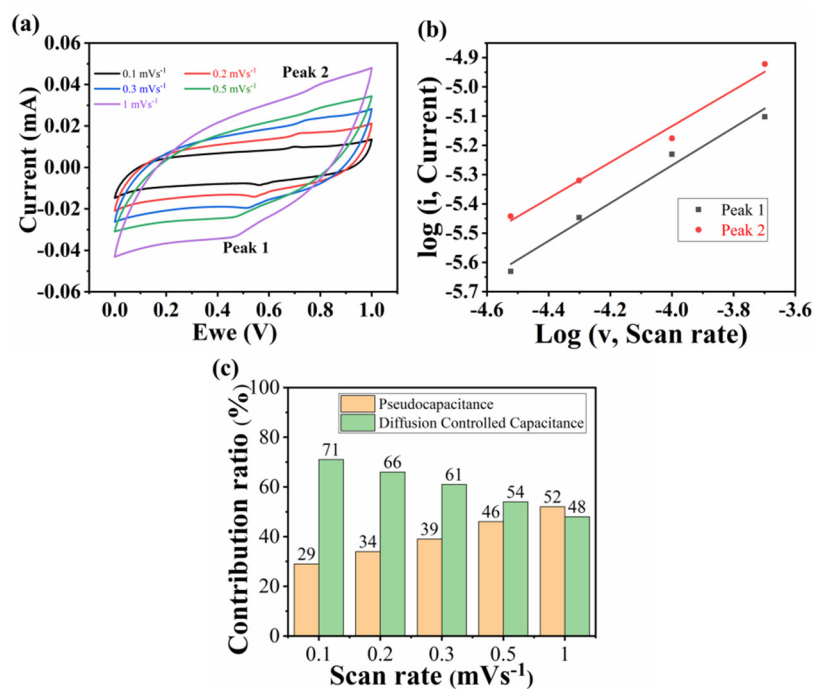 (a)
0.06
0.04
0.02
0.00
-0.02
-0.04
-0.06
Current (mA)
0.1 mVs-1 0.2 mVs-1
0.3 mVs-1 0.5 mVs-1
1 mVs-1
Peak 2
Peak 1
0.0 0.2 0.4 0.6 0.8 1.0
Ewe (V)
(b)
-4.9
-5.0
-5.1
-5.2
-5.3
-5.4
-5.5
-5.6
-5.7
log (i, Current)
Peak 1
Peak 2
-4.6 -4.4 -4.2 -4.0 -3.8 -3.6
Log (v, Scan rate)
(c)
100
80
60
40
20
0
Contribution ratio (%)
Pseudocapacitance
Diffusion Controlled Capacitance
29 71 34 66 39 61 46 54 52 48
0.1 0.2 0.3 0.5 1
Scan rate (mVs-1)